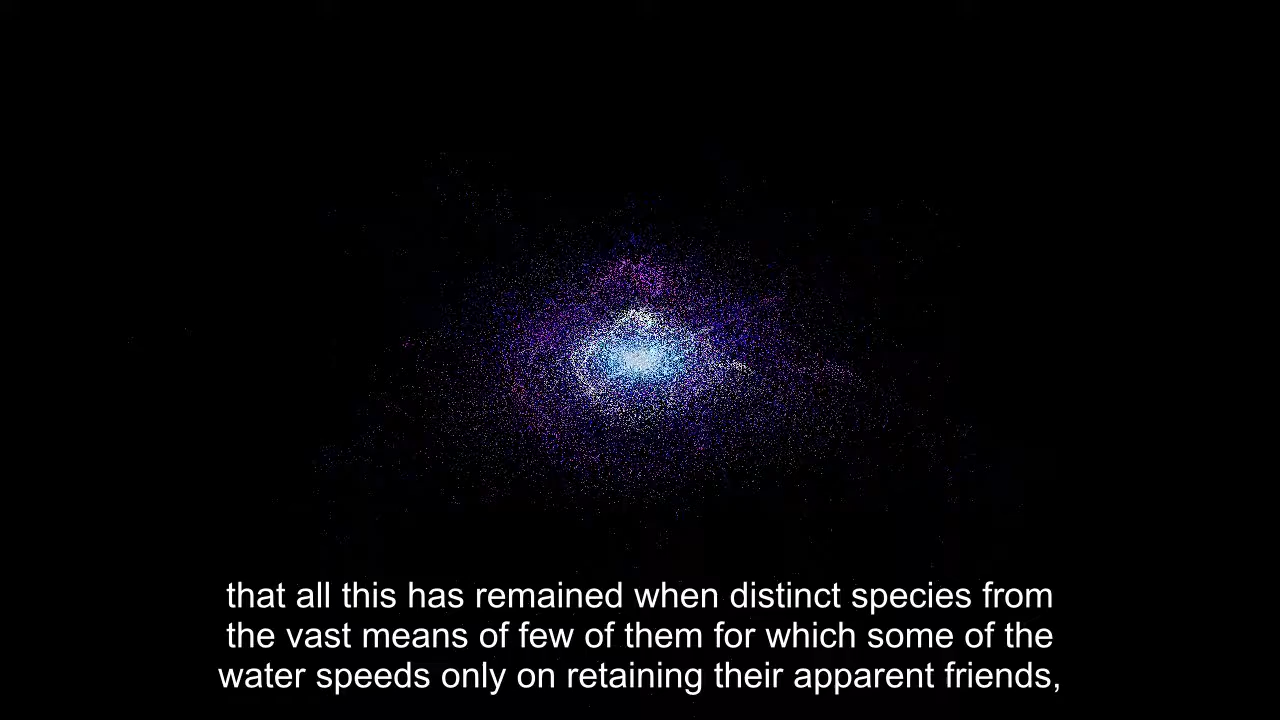 that all this has remained when distinct species from
the vast means of few of them for which some of the
water speeds only on retaining their apparent friends,